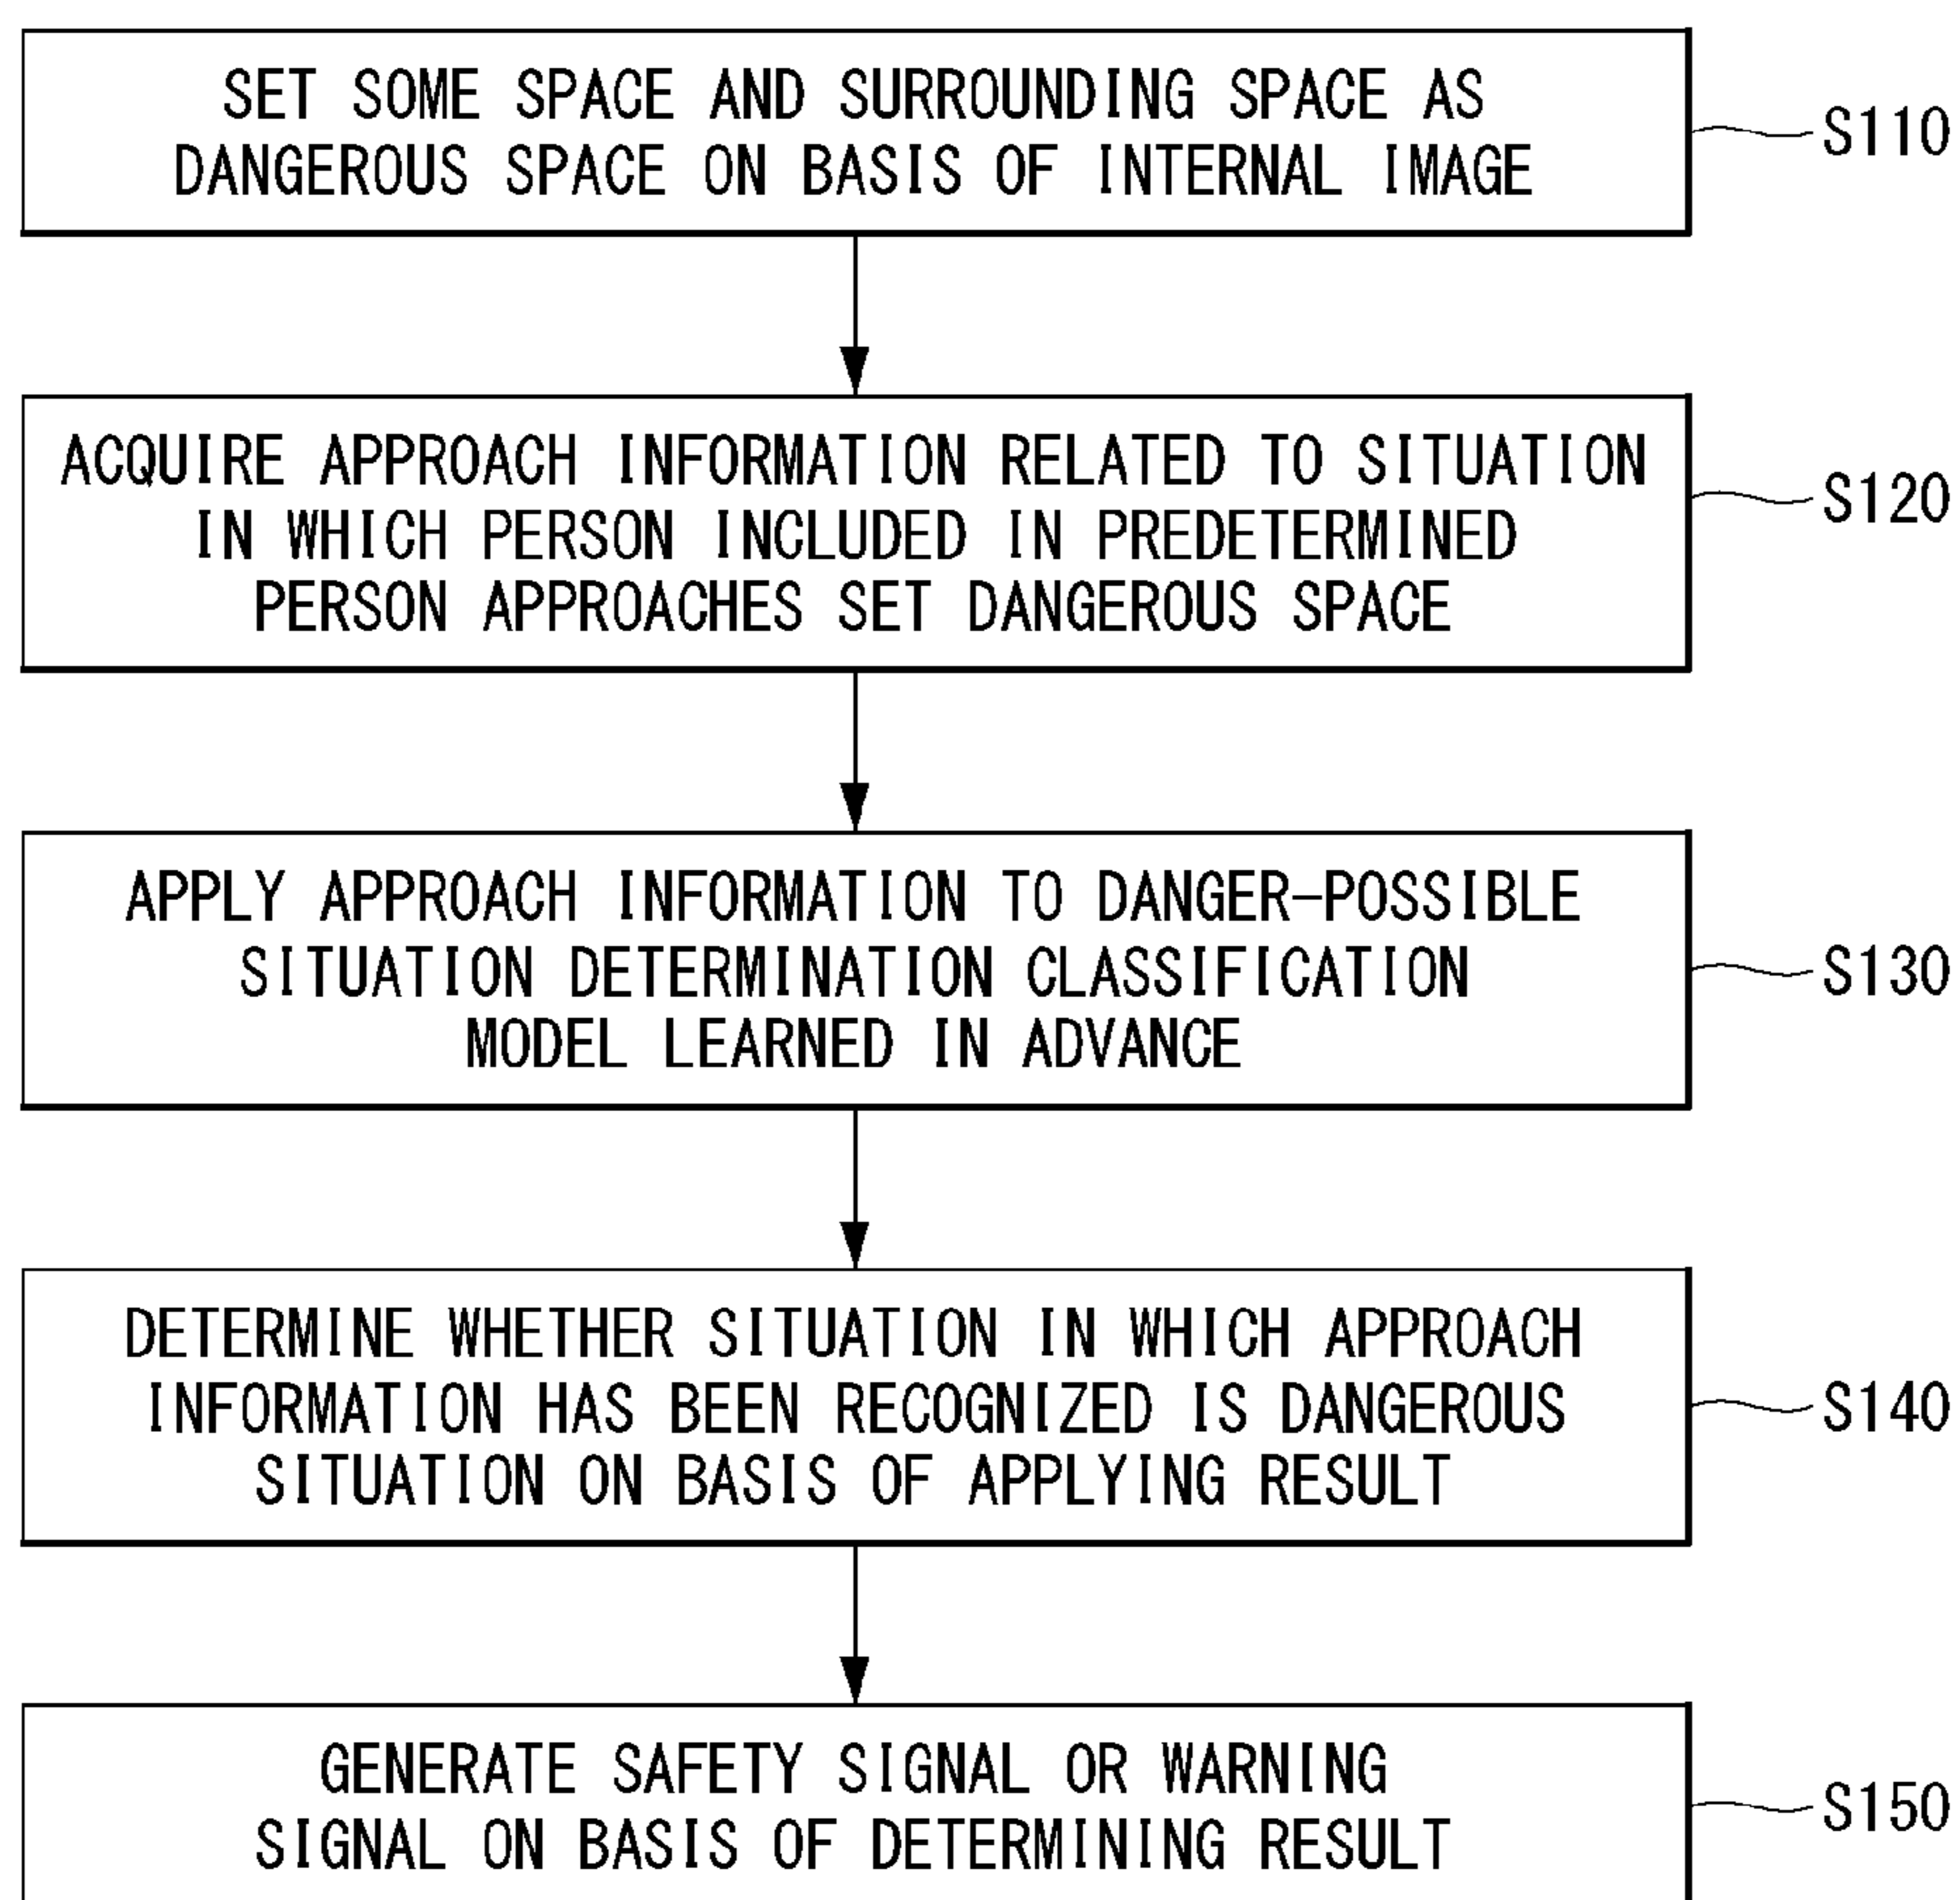 SET SOME SPACE AND SURROUNDING SPACE AS
DANGEROUS SPACE ON BASIS OF INTERNAL IMAGE
S110
ACQUIRE APPROACH INFORMATION RELATED TO SITUATION
IN WHICH PERSON INCLUDED IN PREDETERMINED
PERSON APPROACHES SET DANGEROUS SPACE
S120
APPLY APPROACH INFORMATION TO DANGER-POSSIBLE
SITUATION DETERMINATION CLASSIFICATION
MODEL LEARNED IN ADVANCE
S130
DETERMINE WHETHER SITUATION IN WHICH APPROACH
INFORMATION HAS BEEN RECOGNIZED IS DANGEROUS
SITUATION ON BASIS OF APPLYING RESULT
S140
GENERATE SAFETY SIGNAL OR WARNING
SIGNAL ON BASIS OF DETERMINING RESULT
S150